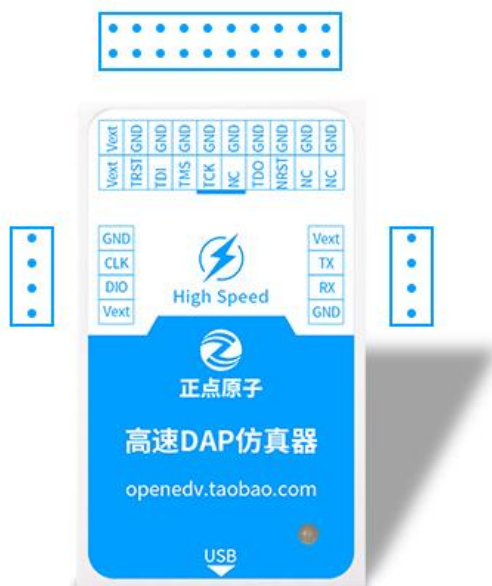 Vext GND GND GND GND GND GND GND GND GND
Vext TRST TDI TMS TCK NC TDO NRST NC NC
GND
CLK
DIO
Vext
Vext
TX
RX
GND
High Speed
正点原子
高速DAP仿真器
openedv.taobao.com
USB